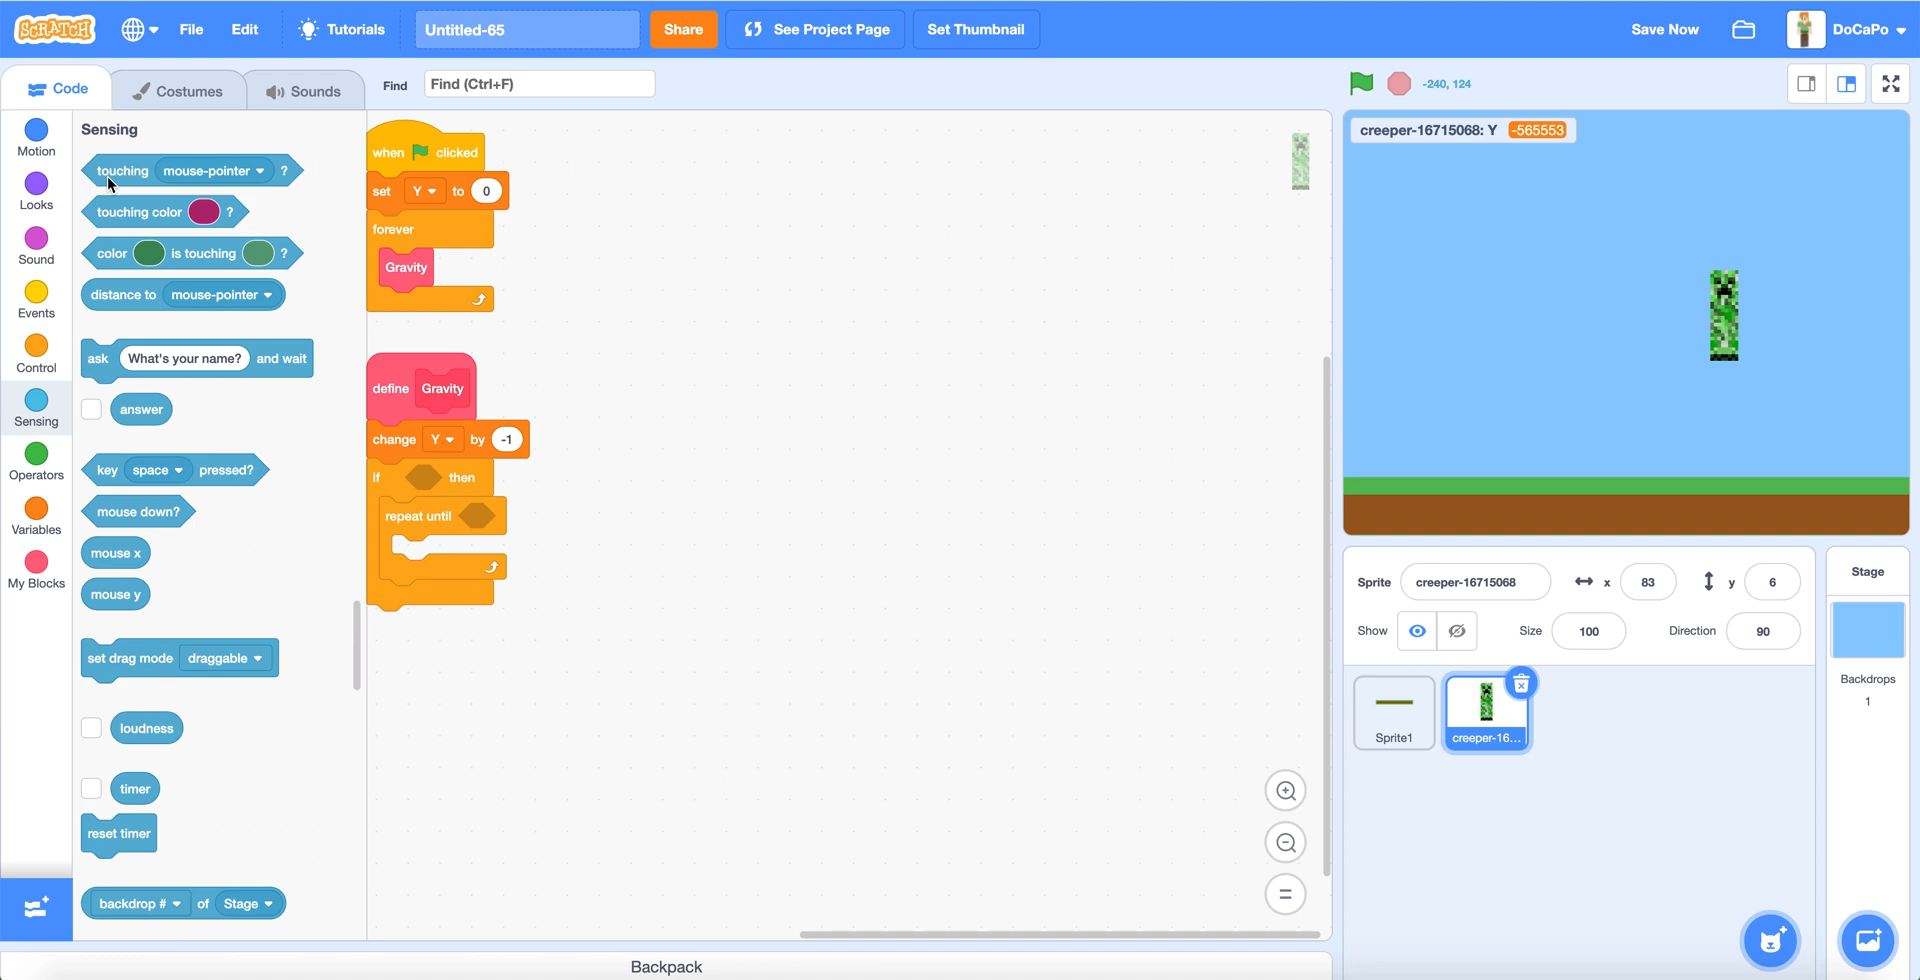 SCRATCH File Edit Tutorials Untitled-65 Share See Project Page Set Thumbnail Save Now DoCaPo
Code Costumes Sounds Find Find (Ctrl+F) -240, 124
Motion
Looks
Sound
Events
Control
Sensing
Operators
Variables
My Blocks
Sensing
touching mouse-pointer ?
touching color ?
color is touching ?
distance to mouse-pointer
ask What's your name? and wait
answer
key space pressed?
mouse down?
mouse x
mouse y
set drag mode draggable
loudness
timer
reset timer
backdrop # of Stage
when clicked
set Y to 0
forever
Gravity
define Gravity
change Y by -1
if then
repeat until
Backpack
creeper-16715068: Y -565553
Sprite creeper-16715068 x 83 y 6
Show Size 100 Direction 90
Sprite1
creeper-16...
Stage
Backdrops
1